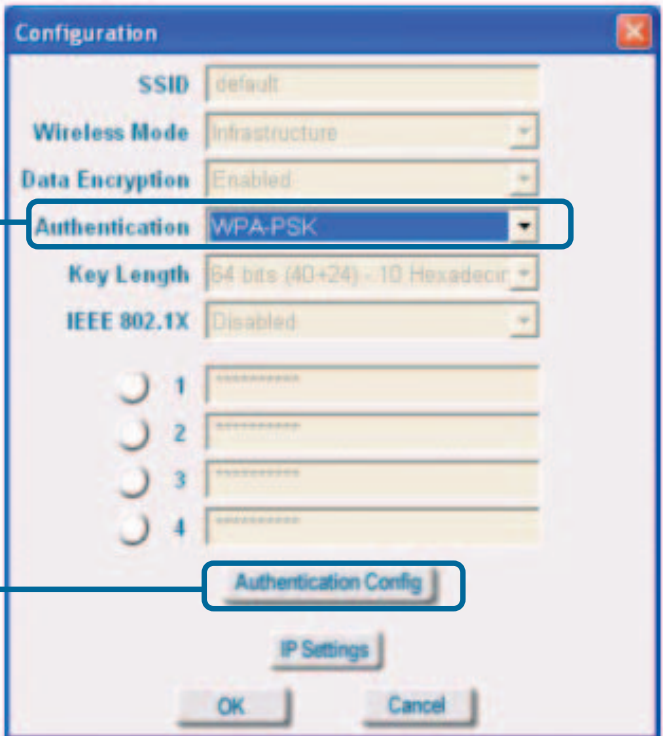 Configuration
SSID default
Wireless Mode Infrastructure
Data Encryption Enabled
Authentication WPA-PSK
Key Length 64 bits (40+24) - 10 Hexadecir
IEEE 802.1X Disabled
1 **********
2 **********
3 **********
4 **********
Authentication Config
IP Settings
OK Cancel